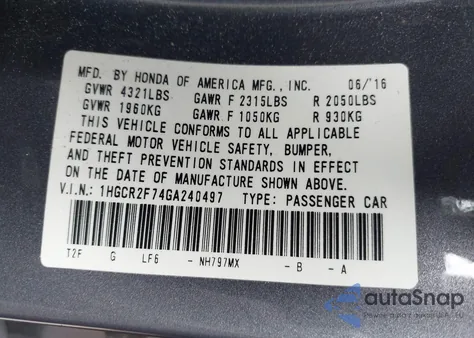 MFD. BY HONDA OF AMERICA MFG., INC. 06/'16
GVWR 4321LBS GAWR F 2315LBS R 2050LBS
GVWR 1960KG GAWR F 1050KG R 930KG
THIS VEHICLE CONFORMS TO ALL APPLICABLE
FEDERAL MOTOR VEHICLE SAFETY, BUMPER,
AND THEFT PREVENTION STANDARDS IN EFFECT
ON THE DATE OF MANUFACTURE SHOWN ABOVE.
V.I.N.: 1HGCR2F74GA240497 TYPE: PASSENGER CAR
T2F G LF6 - NH797MX - B - A
autoSnap